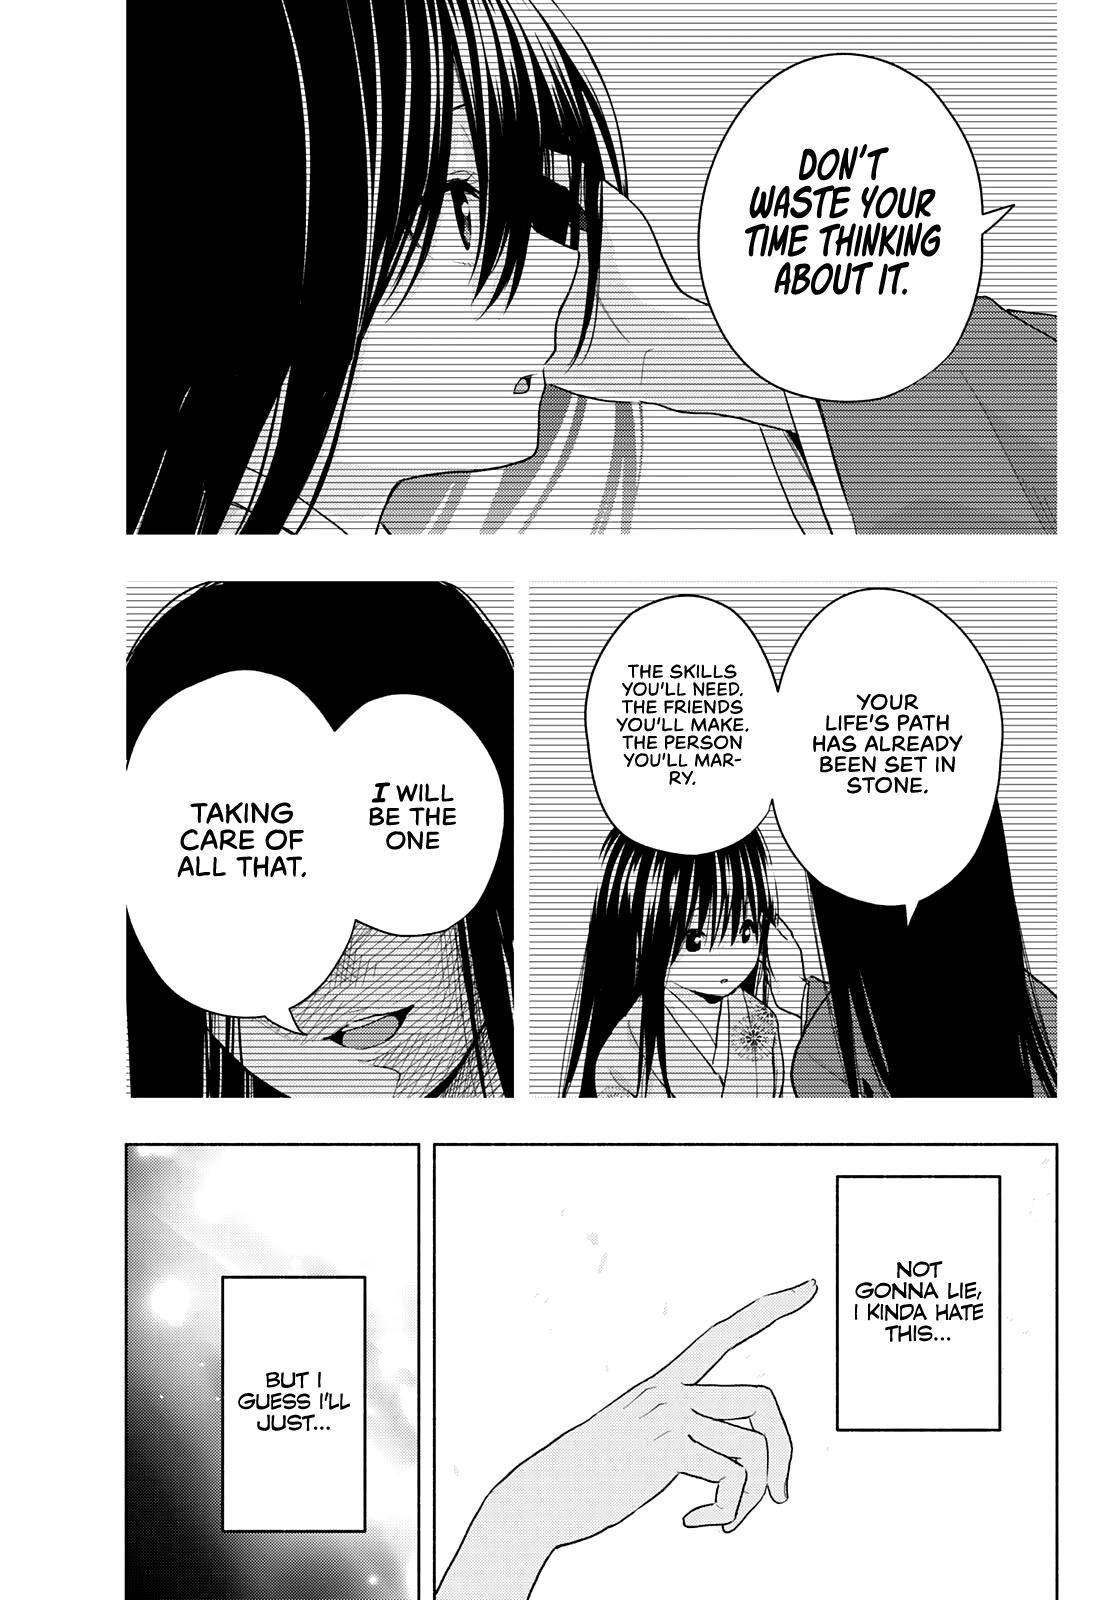 DON'T
WASTE YOUR
TIME THINKING
ABOUT IT.
YOUR
LIFE'S PATH
HAS ALREADY
BEEN SET IN
STONE.
THE SKILLS
YOU'LL NEED.
THE FRIENDS
YOU'LL MAKE.
THE PERSON
YOU'LL MAR-
RY.
I WILL
BE THE
ONE
TAKING
CARE OF
ALL THAT.
NOT
GONNA LIE,
I KINDA HATE
THIS...
BUT I
GUESS I'LL
JUST...